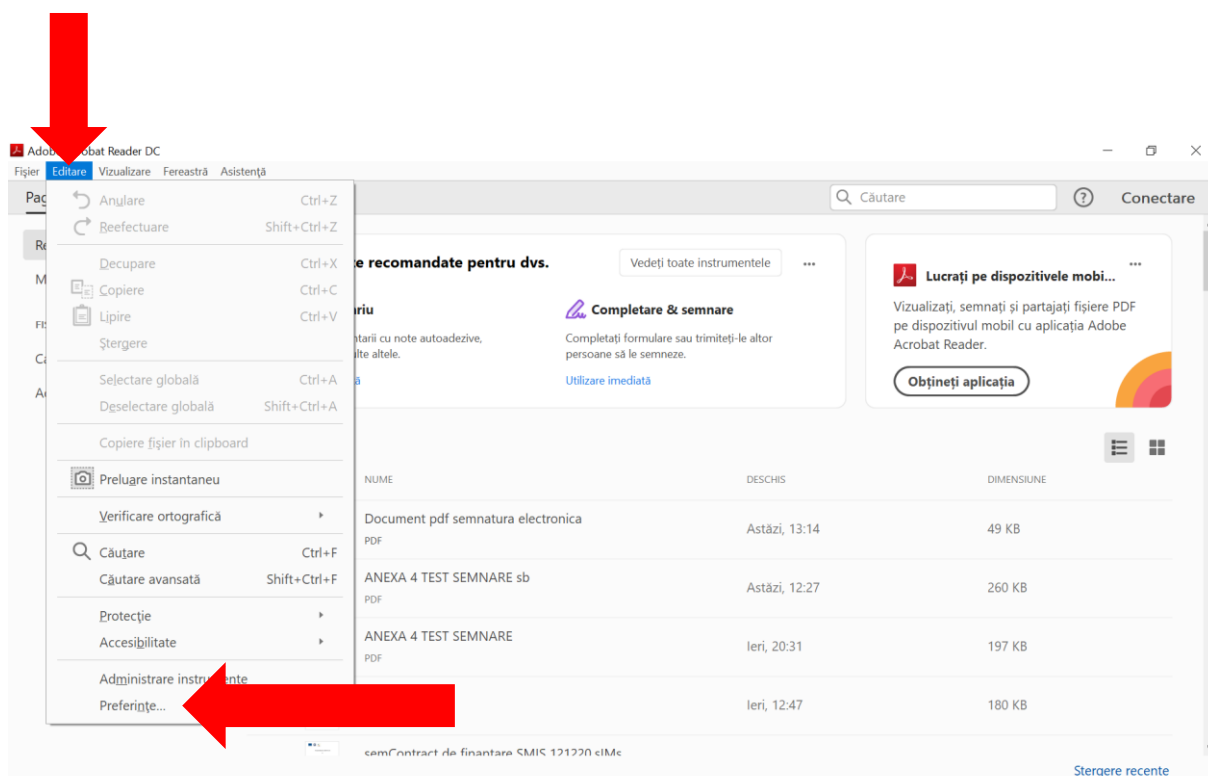 Adobe Acrobat Reader DC
Fișier Editare Vizualizare Fereastră Asistență
Pag
Căutare
Conectare
Anulare Ctrl+Z
Reefectuare Shift+Ctrl+Z
Decupare Ctrl+X
Copiere Ctrl+C
Lipire Ctrl+V
Ștergere
Selectare globală Ctrl+A
Deselectare globală Shift+Ctrl+A
Copiere fișier în clipboard
Preluare instantaneu
Verificare ortografică
Căutare Ctrl+F
Căutare avansată Shift+Ctrl+F
Protecție
Accesibilitate
Administrare instrumente
Preferințe...
recomandate pentru dvs.
Vedeți toate instrumentele
Completare & semnare
cu note autoadezive,
Completați formulare sau trimiteți-le altor
altele.
persoane să le semneze.
Utilizare imediată
Lucrați pe dispozitivele mobi...
Vizualizați, semnați și partajați fișiere PDF
pe dispozitivul mobil cu aplicația Adobe
Acrobat Reader.
Obțineți aplicația
NUME DESCHIS DIMENSIUNE
Document pdf semnatura electronica
PDF
Astăzi, 13:14 49 KB
ANEXA 4 TEST SEMNARE sb
PDF
Astăzi, 12:27 260 KB
ANEXA 4 TEST SEMNARE
PDF
Ieri, 20:31 197 KB
Ieri, 12:47 180 KB
semContract de finantare SMIS 121220 sIMs
Ștergere recente